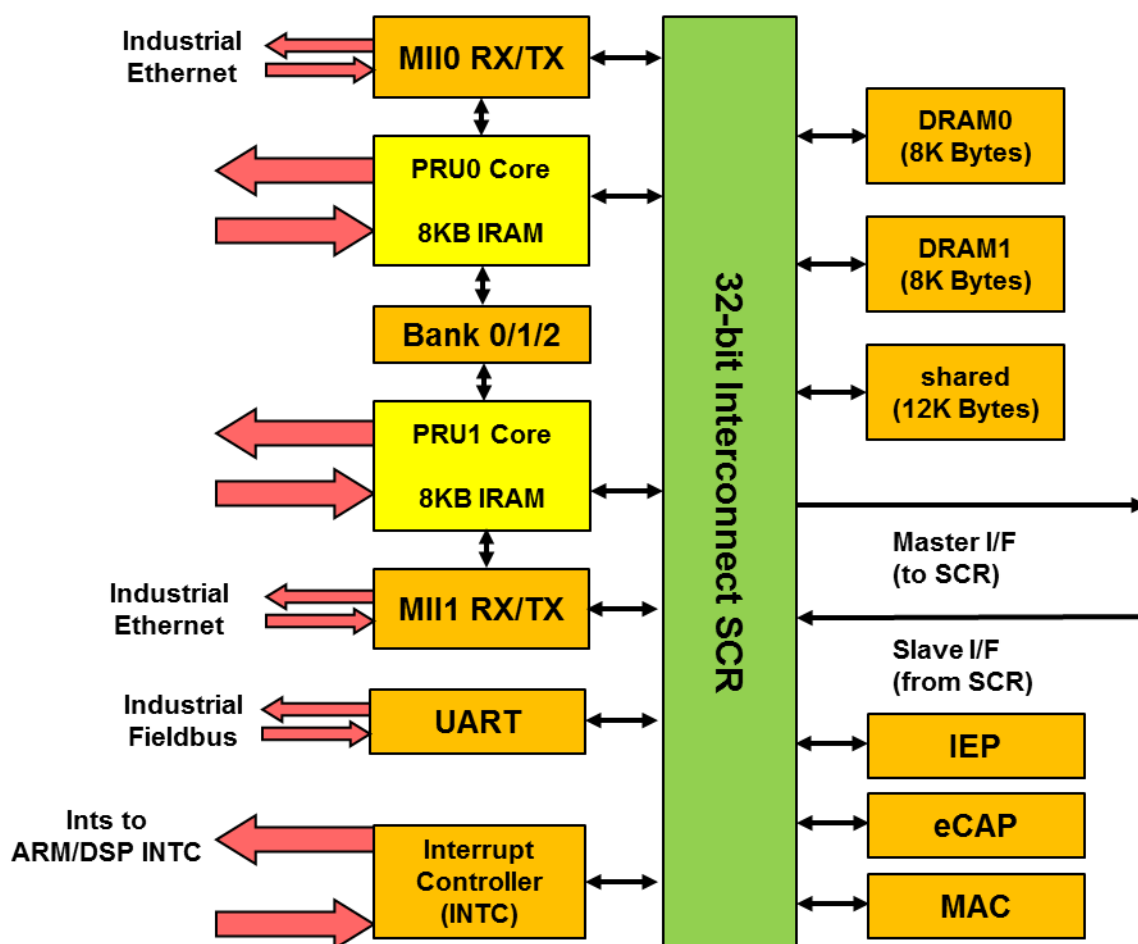 Industrial
Ethernet
MII0 RX/TX
PRU0 Core
8KB IRAM
Bank 0/1/2
PRU1 Core
8KB IRAM
Industrial
Ethernet
MII1 RX/TX
Industrial
Fieldbus
UART
Ints to
ARM/DSP INTC
Interrupt
Controller
(INTC)
32-bit Interconnect SCR
DRAM0
(8K Bytes)
DRAM1
(8K Bytes)
shared
(12K Bytes)
Master I/F
(to SCR)
Slave I/F
(from SCR)
IEP
eCAP
MAC